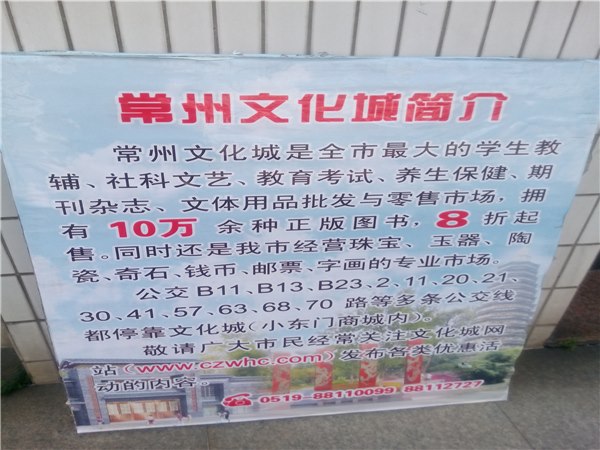 常州文化城简介
常州文化城是全市最大的学生教
辅、社科文艺、教育考试、养生保健、期
刊杂志、文体用品批发与零售市场，拥
有 10万 余种正版图书，8 折起
售。同时还是我市经营珠宝、玉器、陶
瓷、奇石、钱币、邮票、字画的专业市场。
公交 B11、B13、B23、2、11、20、21、
30、41、57、63、68、70 路等多条公交线
都停靠文化城(小东门商城内)。
敬请广大市民经常关注文化城网
站(www.czwhc.com)发布各类优惠活
动的内容。
☎ 0519-88110099 88112727